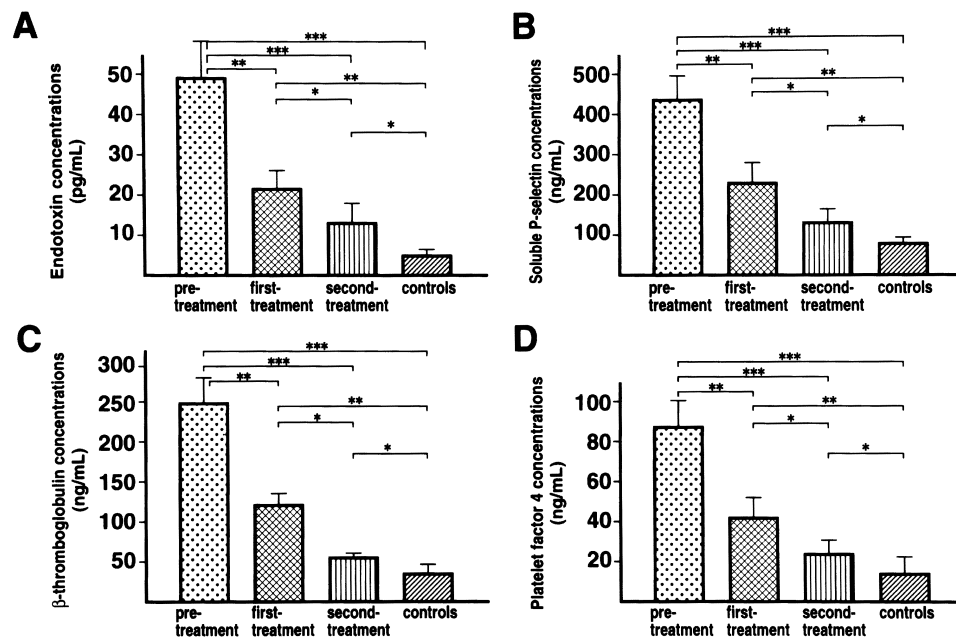 A
Endotoxin concentrations
(pg/mL)
50
40
30
20
10
***
***
**
**
*
*
pre-
treatment
first-
treatment
second-
treatment
controls
B
Soluble P-selectin concentrations
(ng/mL)
500
400
300
200
100
***
***
**
**
*
*
pre-
treatment
first-
treatment
second-
treatment
controls
C
β-thromboglobulin concentrations
(ng/mL)
300
250
200
150
100
50
***
***
**
**
*
*
pre-
treatment
first-
treatment
second-
treatment
controls
D
Platelet factor 4 concentrations
(ng/mL)
100
80
60
40
20
***
***
**
**
*
*
pre-
treatment
first-
treatment
second-
treatment
controls